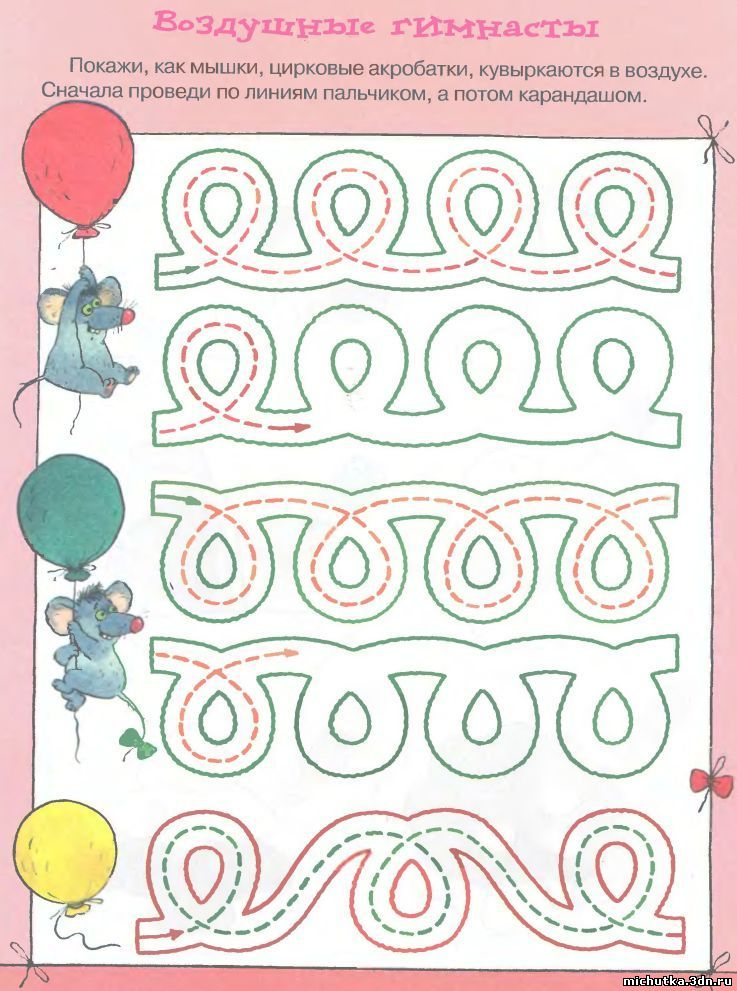 Воздушные гимнасты
Покажи, как мышки, цирковые акробатки, кувыркаются в воздухе.
Сначала проведи по линиям пальчиком, а потом карандашом.
michutka.3dn.ru